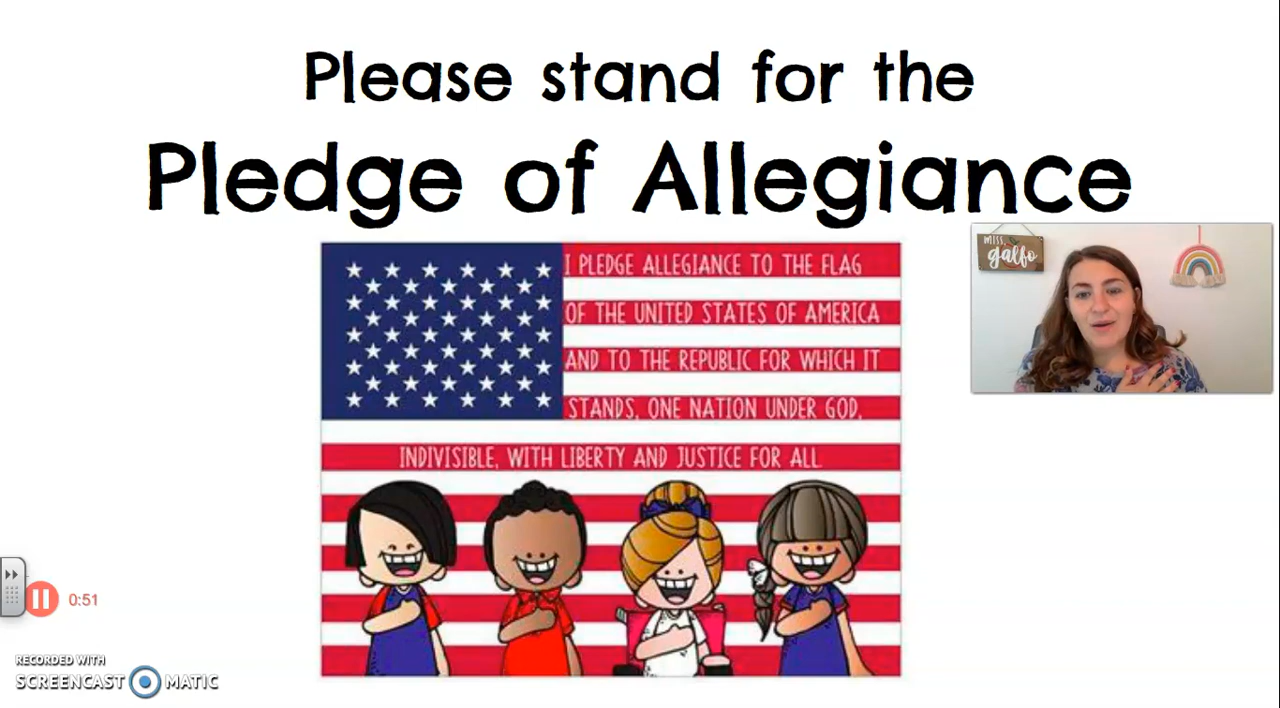 Please stand for the
Pledge of Allegiance
MISS.
galfo
I PLEDGE ALLEGIANCE TO THE FLAG
OF THE UNITED STATES OF AMERICA
AND TO THE REPUBLIC FOR WHICH IT
STANDS, ONE NATION UNDER GOD,
INDIVISIBLE, WITH LIBERTY AND JUSTICE FOR ALL.
0:51
RECORDED WITH
SCREENCAST MATIC